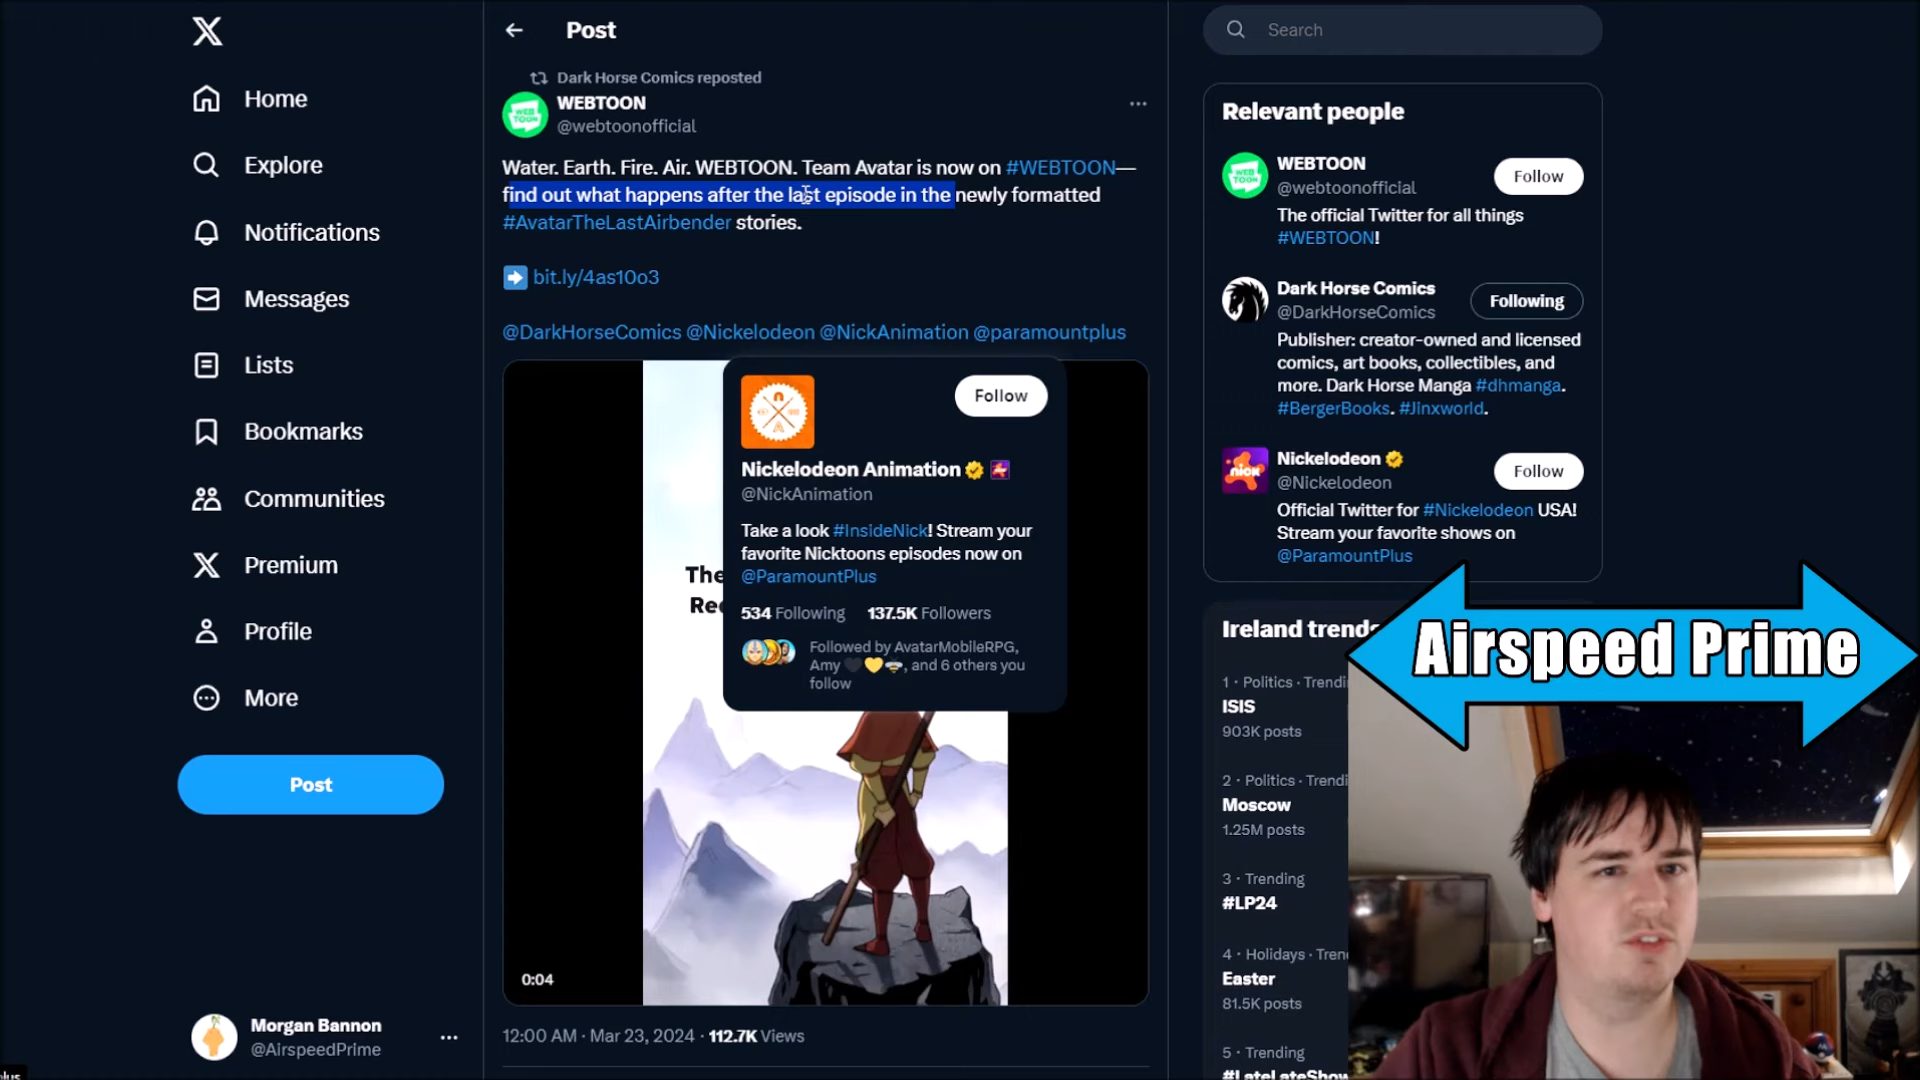 Home
Explore
Notifications
Messages
Lists
Bookmarks
Communities
Premium
Profile
More
Post
Morgan Bannon
@AirspeedPrime
Post
Dark Horse Comics reposted
WEBTOON
@webtoonofficial
Water. Earth. Fire. Air. WEBTOON. Team Avatar is now on #WEBTOON—
find out what happens after the last episode in the newly formatted
#AvatarTheLastAirbender stories.
bit.ly/4as10o3
@DarkHorseComics @Nickelodeon @NickAnimation @paramountplus
Follow
Nickelodeon Animation
@NickAnimation
Take a look #InsideNick! Stream your
favorite Nicktoons episodes now on
@ParamountPlus
534 Following 137.5K Followers
Followed by AvatarMobileRPG,
Amy 🖤💛🐝, and 6 others you
follow
The
0:04
12:00 AM · Mar 23, 2024 · 112.7K Views
Search
Relevant people
WEBTOON
@webtoonofficial
Follow
The official Twitter for all things
#WEBTOON!
Dark Horse Comics
@DarkHorseComics
Following
Publisher: creator-owned and licensed
comics, art books, collectibles, and
more. Dark Horse Manga #dhmanga.
#BergerBooks. #Jinxworld.
nick
Nickelodeon
@Nickelodeon
Follow
Official Twitter for #Nickelodeon USA!
Stream your favorite shows on
@ParamountPlus
Ireland trends
Airspeed Prime
1 · Politics · Trendi
ISIS
903K posts
2 · Politics · Trendi
Moscow
1.25M posts
3 · Trending
#LP24
4 · Holidays · Tren
Easter
81.5K posts
5 · Trending
#LateLateShow